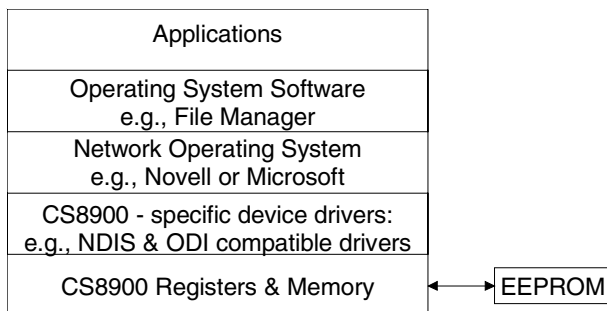 Applications
Operating System Software
e.g., File Manager
Network Operating System
e.g., Novell or Microsoft
CS8900 - specific device drivers:
e.g., NDIS & ODI compatible drivers
CS8900 Registers & Memory
EEPROM